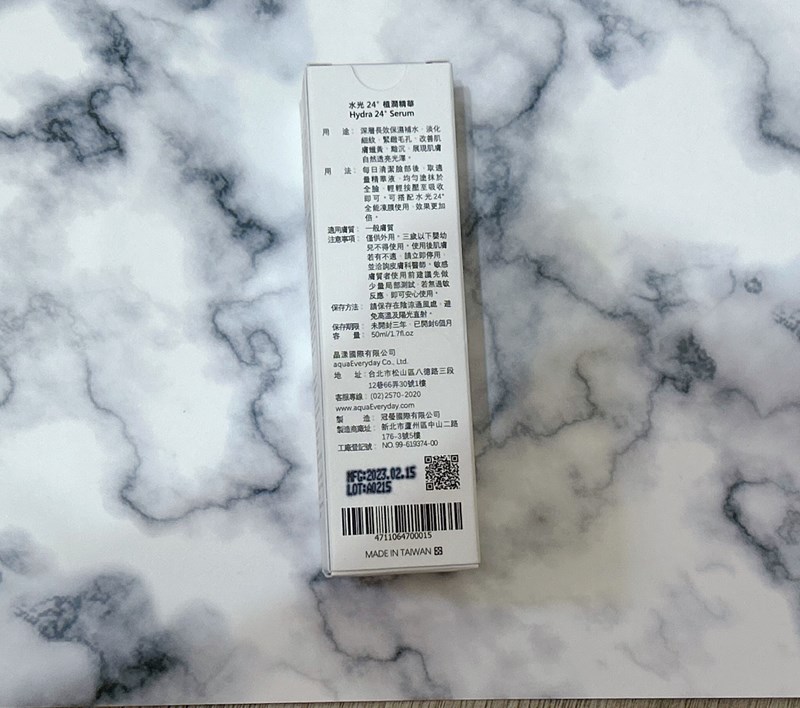 水光 24° 植潤精華
Hydra 24° Serum
用　途：深層長效保濕補水、淡化
細紋、緊緻毛孔、改善肌
膚蠟黃、黯沉，展現肌膚
自然透亮光澤。
用　法：每日清潔臉部後，取適
量精華液，均勻塗抹於
全臉，輕輕按壓至吸收
即可。可搭配水光24°
全能凍膜使用，效果更加
倍。
適用膚質：一般膚質
注意事項：僅供外用。三歲以下嬰幼
兒不得使用。使用後肌膚
若有不適，請立即停用，
並洽詢皮膚科醫師。敏感
膚質者使用前建議先做
少量局部測試，若無過敏
反應，即可安心使用。
保存方法：請保存在陰涼通風處，避
免高溫及陽光直射。
保存期限：未開封三年，已開封6個月
容　量：50ml/1.7fl.oz
晶漾國際有限公司
aquaEveryday Co., Ltd.
地　址：台北市松山區八德路三段
12巷66弄30號1樓
客服專線：(02)2570-2020
www.aquaEveryday.com
製　造：冠譽國際有限公司
製造商廠址：新北市蘆洲區中山二路
176-3號5樓
工廠登記號：NO.99-619374-00
MFG:2023.02.15
LOT:A0215
4711064700015
MADE IN TAIWAN